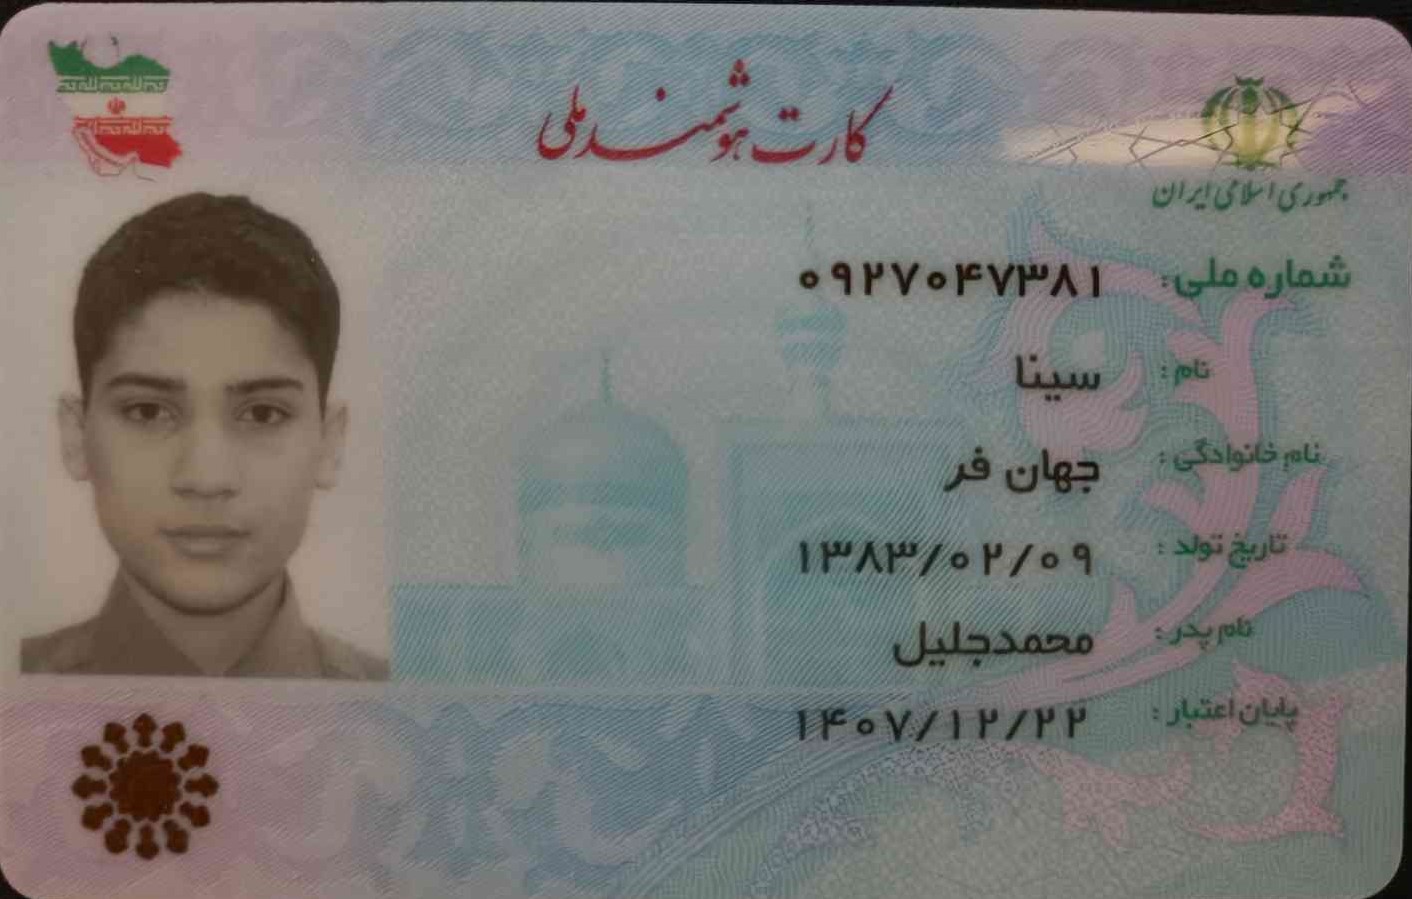 کارت هوشمند ملی
جمهوری اسلامی ایران
شماره ملی: ۰۹۲۷۰۴۷۳۸۱
نام: سینا
نام خانوادگی: جهان فر
تاریخ تولد: ۱۳۸۳/۰۲/۰۹
نام پدر: محمدجلیل
پایان اعتبار: ۱۴۰۷/۱۲/۲۲